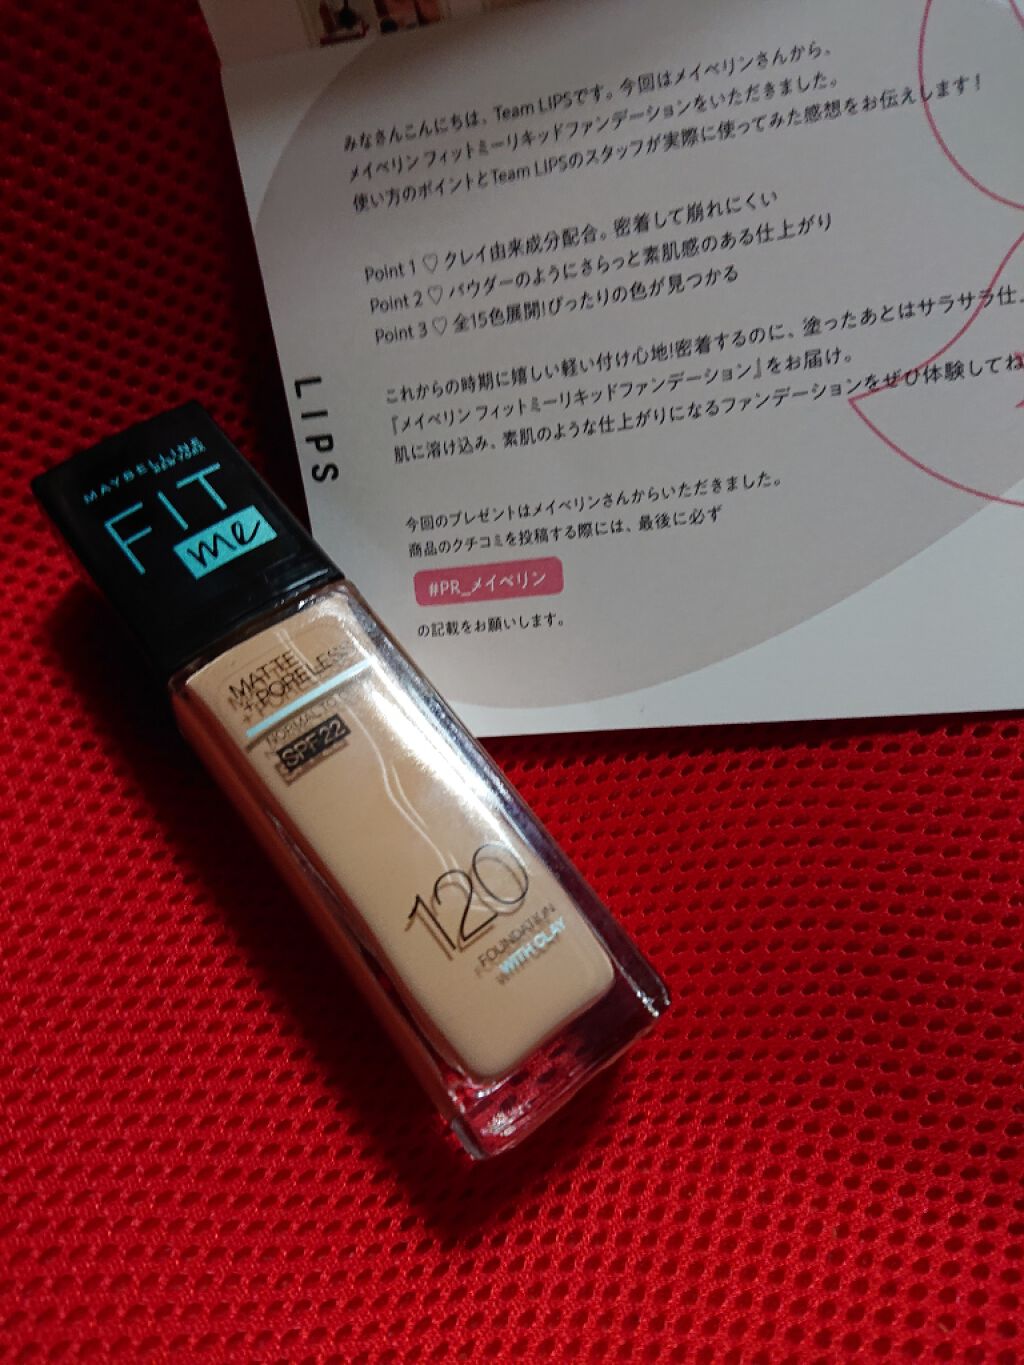 みなさんこんにちは、Team LIPSです。今回はメイベリンさんから、
メイベリン フィットミーリキッドファンデーションをいただきました。
使い方のポイントとTeam LIPSのスタッフが実際に使ってみた感想をお伝えします！
Point 1 ♡ クレイ由来成分配合。密着して崩れにくい
Point 2 ♡ パウダーのようにさらっと素肌感のある仕上がり
Point 3 ♡ 全15色展開!ぴったりの色が見つかる
これからの時期に嬉しい軽い付け心地!密着するのに、塗ったあとはサラサラ仕
『メイベリン フィットミーリキッドファンデーション』をお届け。
肌に溶け込み、素肌のような仕上がりになるファンデーションをぜひ体験してね
今回のプレゼントはメイベリンさんからいただきました。
商品のクチコミを投稿する際には、最後に必ず
#PR_メイベリン
の記載をお願いします。
LIPS
MAYBELLINE
NEW YORK
FIT
me
MATTE
+PORELESS
NORMAL TO
SPF 22
120
FOUNDATION
WITH CLAY